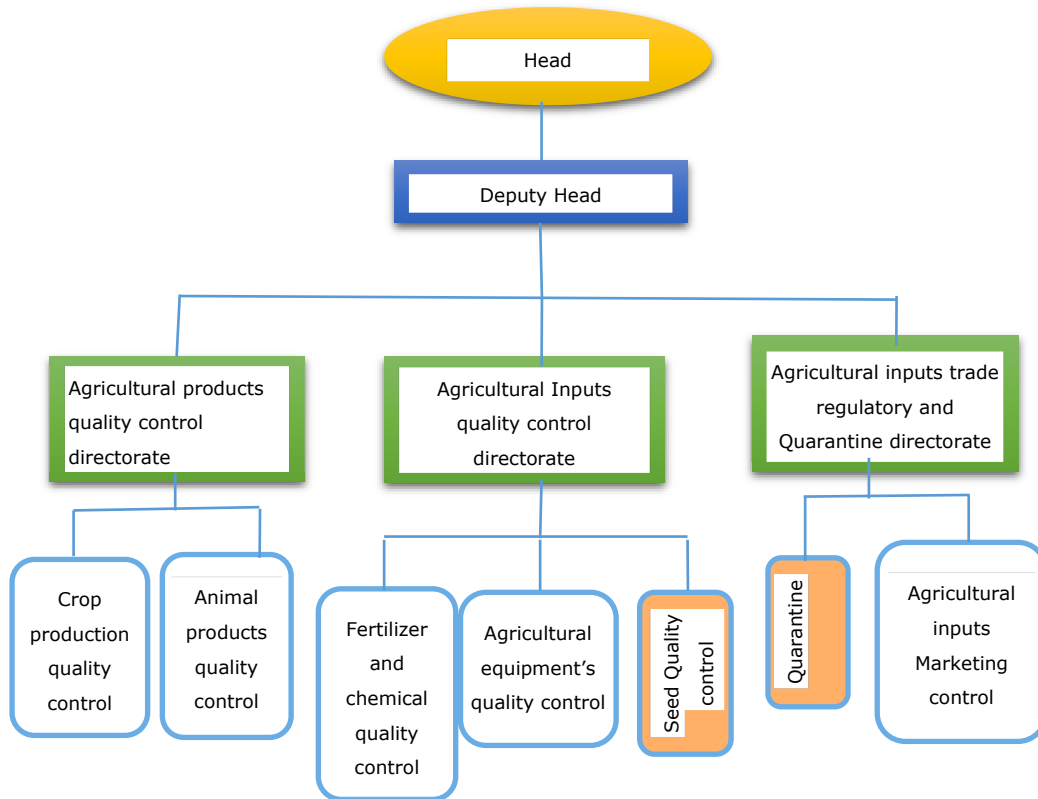 Head
Deputy Head
Agricultural products
quality control
directorate
Agricultural Inputs
quality control
directorate
Agricultural inputs trade
regulatory and
Quarantine directorate
Crop
production
quality
control
Animal
products
quality
control
Fertilizer
and
chemical
quality
control
Agricultural
equipment’s
quality control
Seed Quality
control
Quarantine
Agricultural
inputs
Marketing
control